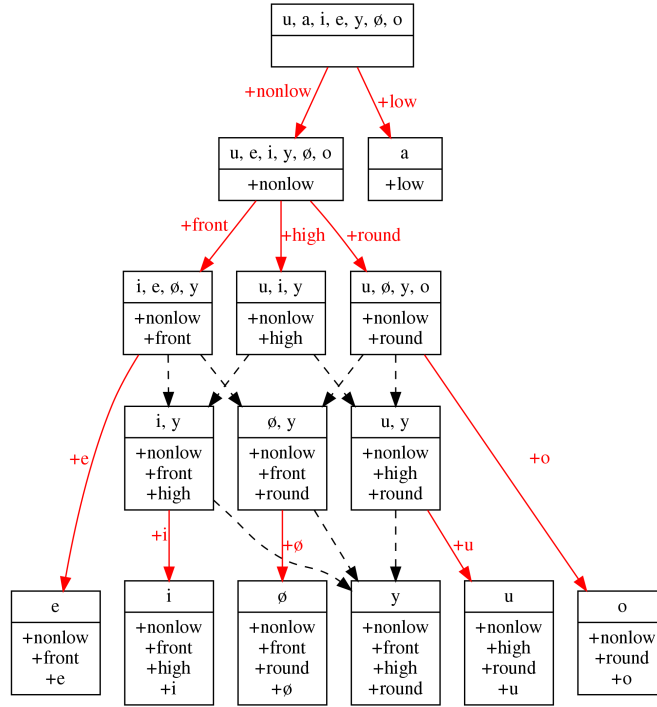 u, a, i, e, y, ø, o
+nonlow
+low
u, e, i, y, ø, o
+nonlow
a
+low
+front
+high
+round
i, e, ø, y
+nonlow
+front
u, i, y
+nonlow
+high
u, ø, y, o
+nonlow
+round
i, y
+nonlow
+front
+high
ø, y
+nonlow
+front
+round
u, y
+nonlow
+high
+round
+e
+o
+i
+ø
+u
e
+nonlow
+front
+e
i
+nonlow
+front
+high
+i
ø
+nonlow
+front
+round
+ø
y
+nonlow
+front
+high
+round
u
+nonlow
+high
+round
+u
o
+nonlow
+round
+o